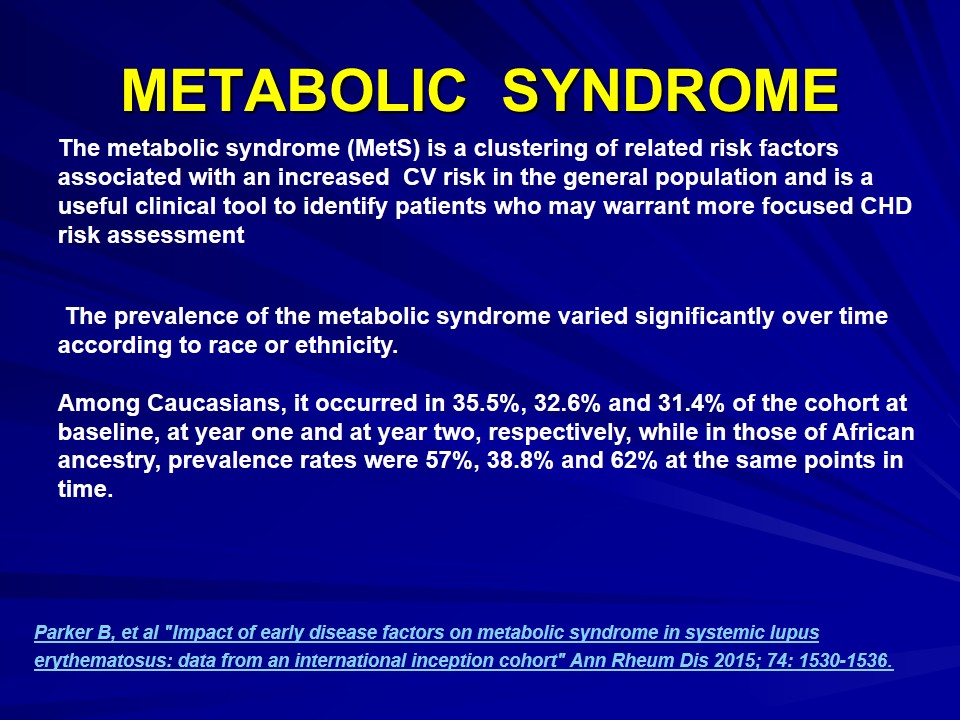 METABOLIC SYNDROME
The metabolic syndrome (MetS) is a clustering of related risk factors
associated with an increased CV risk in the general population and is a
useful clinical tool to identify patients who may warrant more focused CHD
risk assessment
The prevalence of the metabolic syndrome varied significantly over time
according to race or ethnicity.
Among Caucasians, it occurred in 35.5%, 32.6% and 31.4% of the cohort at
baseline, at year one and at year two, respectively, while in those of African
ancestry, prevalence rates were 57%, 38.8% and 62% at the same points in
time.
Parker B, et al "Impact of early disease factors on metabolic syndrome in systemic lupus
erythematosus: data from an international inception cohort" Ann Rheum Dis 2015; 74: 1530-1536.